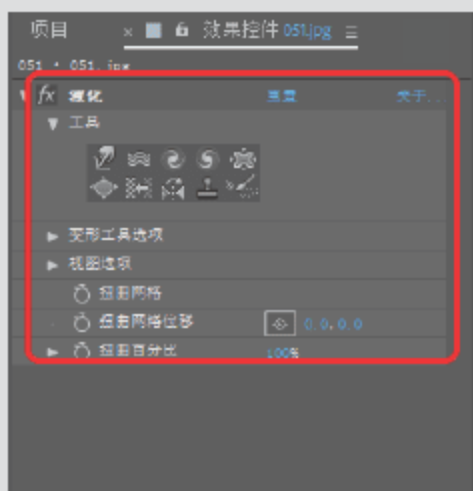 项目 × 效果控件 051.jpg
051 · 051.jpg
fx 液化 重置 关于...
工具
变形工具选项
视图选项
扭曲网格
扭曲网格位移 0.0,0.0
扭曲百分比 100%